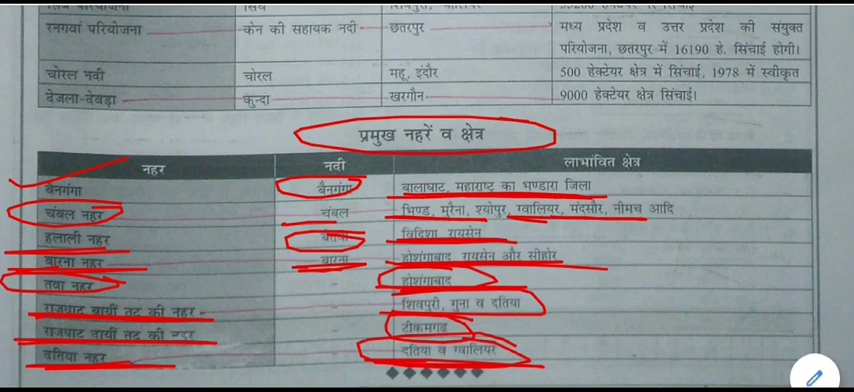 सिंध
रनगवां परियोजना केन की सहायक नदी छतरपुर मध्य प्रदेश व उत्तर प्रदेश की संयुक्त
परियोजना, छतरपुर में 16190 हे. सिंचाई होगी।
चोरल नदी चोरल महू, इंदौर 500 हेक्टेयर क्षेत्र में सिंचाई, 1978 में स्वीकृत
देजला-देवड़ा कुन्दा खरगौन 9000 हेक्टेयर क्षेत्र सिंचाई।
प्रमुख नहरें व क्षेत्र
नहर नदी लाभांवित क्षेत्र
बैनगंगा बैनगंगा बालाघाट, महाराष्ट्र का भण्डारा जिला
चंबल नहर चंबल भिण्ड, मुरैना, श्योपुर, ग्वालियर, मंदसौर, नीमच आदि
हलाली नहर बेतवा विदिशा रायसेन
बारना नहर बारना होशंगाबाद रायसेन और सीहोर
तवा नहर - होशंगाबाद
राजघाट बायीं तट की नहर - - शिवपुरी, गुना व दतिया
राजघाट दायीं तट की नहर - टीकमगढ़
दतिया नहर - दतिया व ग्वालियर